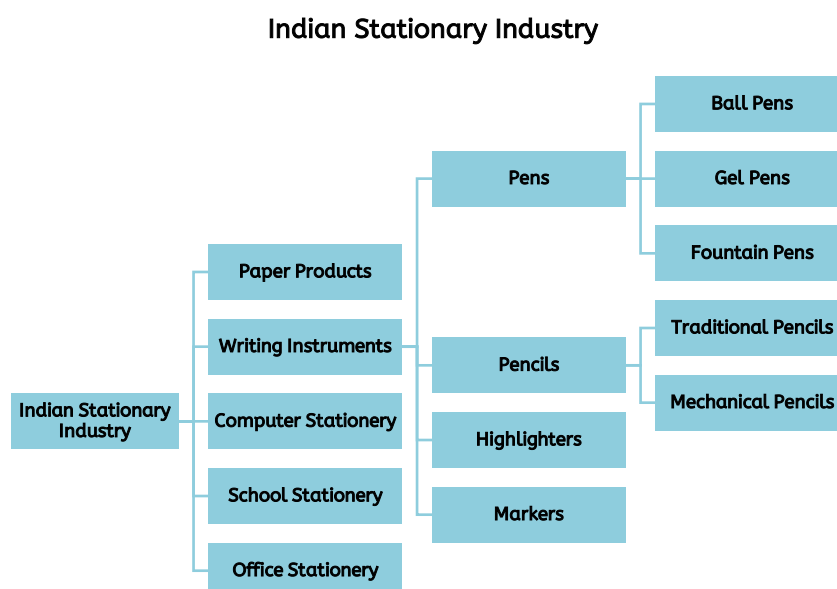 Indian Stationary Industry
Ball Pens
Pens
Gel Pens
Fountain Pens
Paper Products
Writing Instruments
Traditional Pencils
Pencils
Mechanical Pencils
Indian Stationary
Industry
Computer Stationery
Highlighters
School Stationery
Markers
Office Stationery